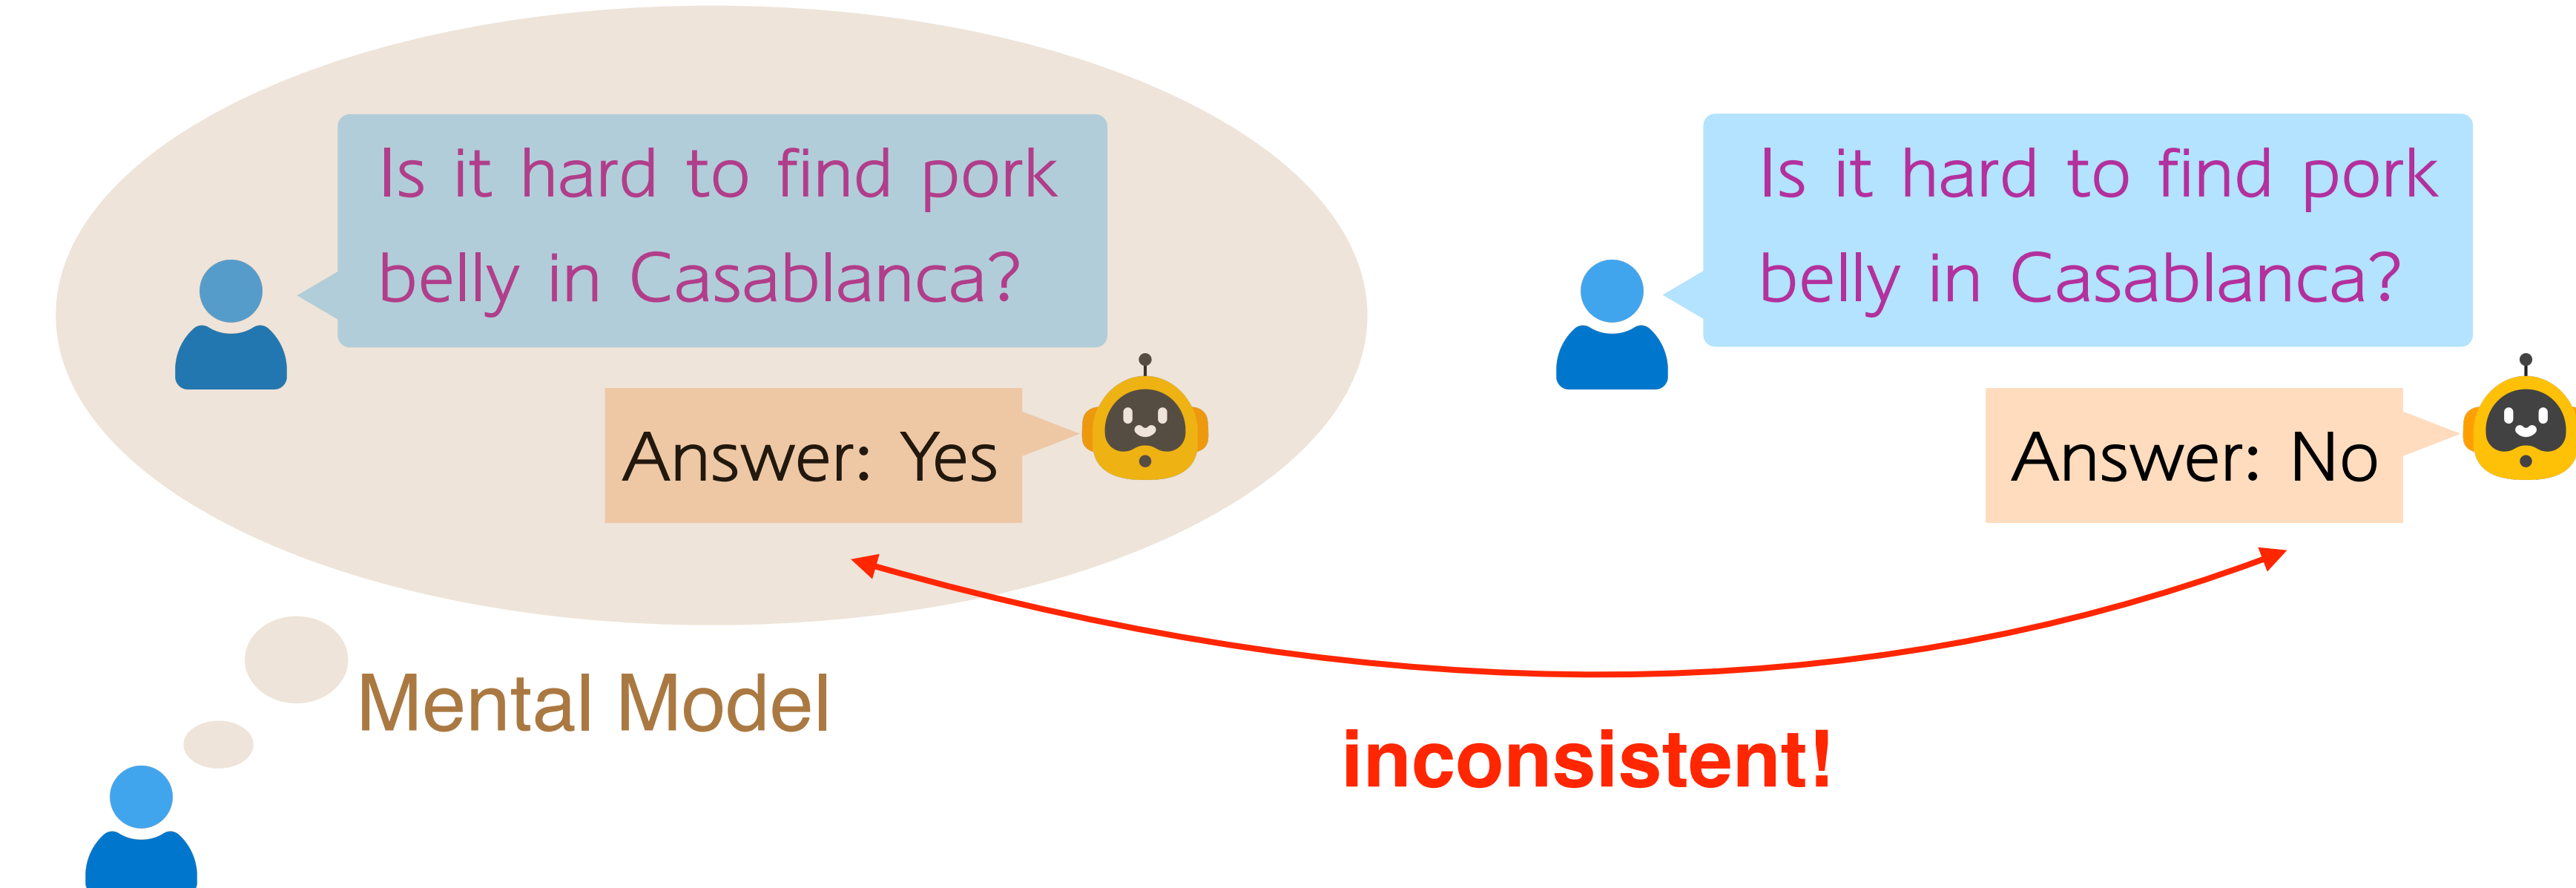 Is it hard to find pork
belly in Casablanca?
Answer: Yes
Is it hard to find pork
belly in Casablanca?
Answer: No
Mental Model
inconsistent!